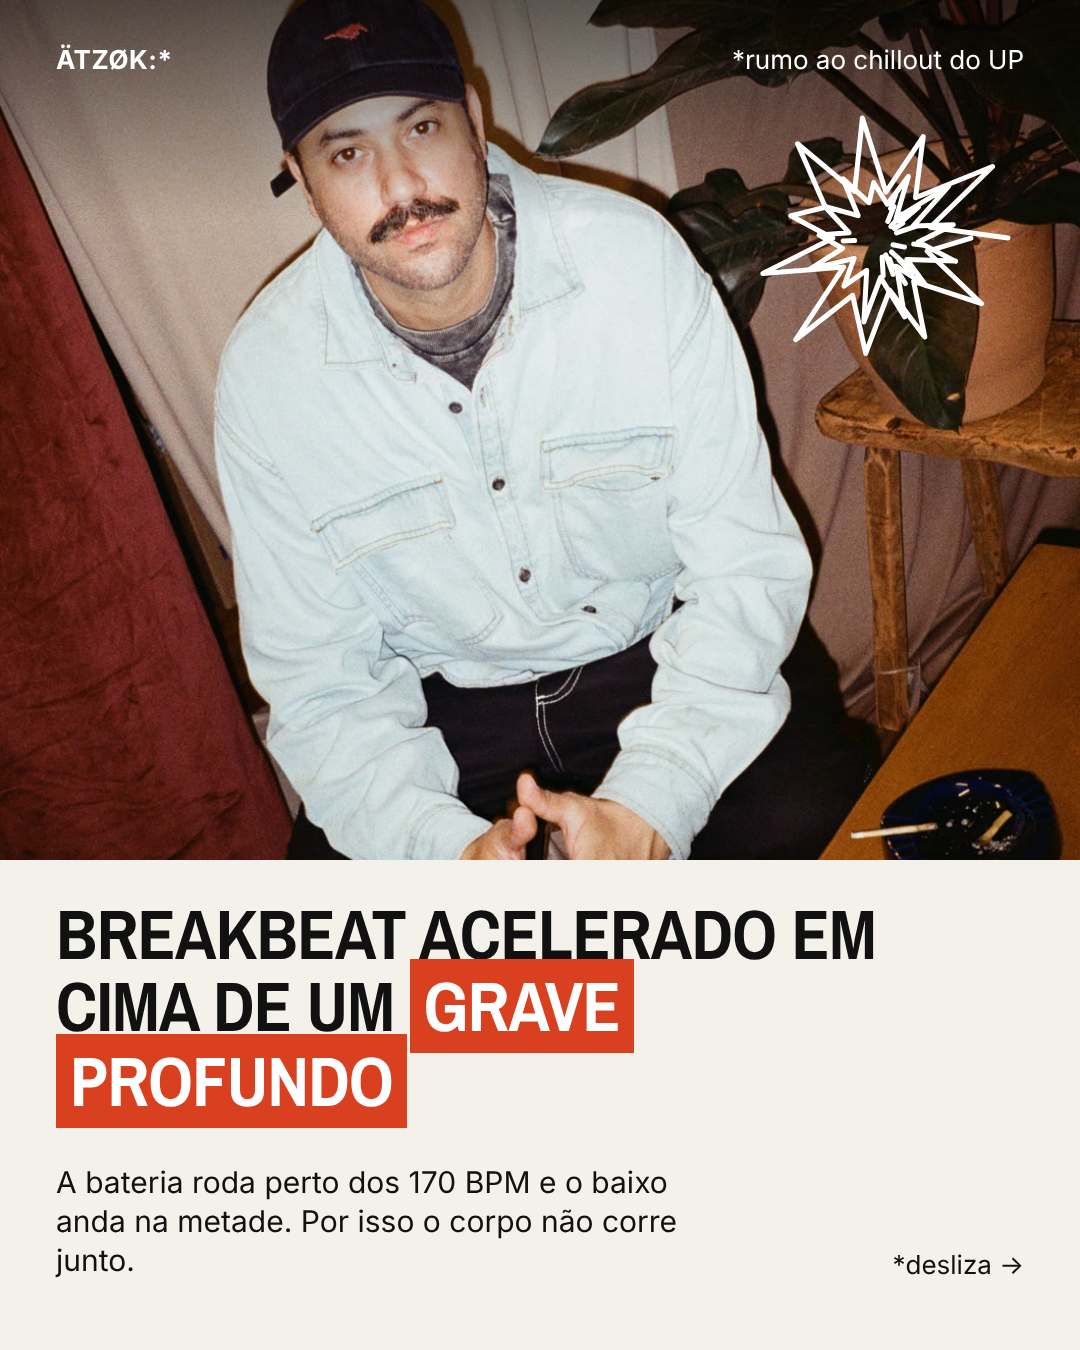 ÄTZØK:*
*rumo ao chillout do UP
BREAKBEAT ACELERADO EM
CIMA DE UM GRAVE
PROFUNDO
A bateria roda perto dos 170 BPM e o baixo
anda na metade. Por isso o corpo não corre
junto.
*desliza →